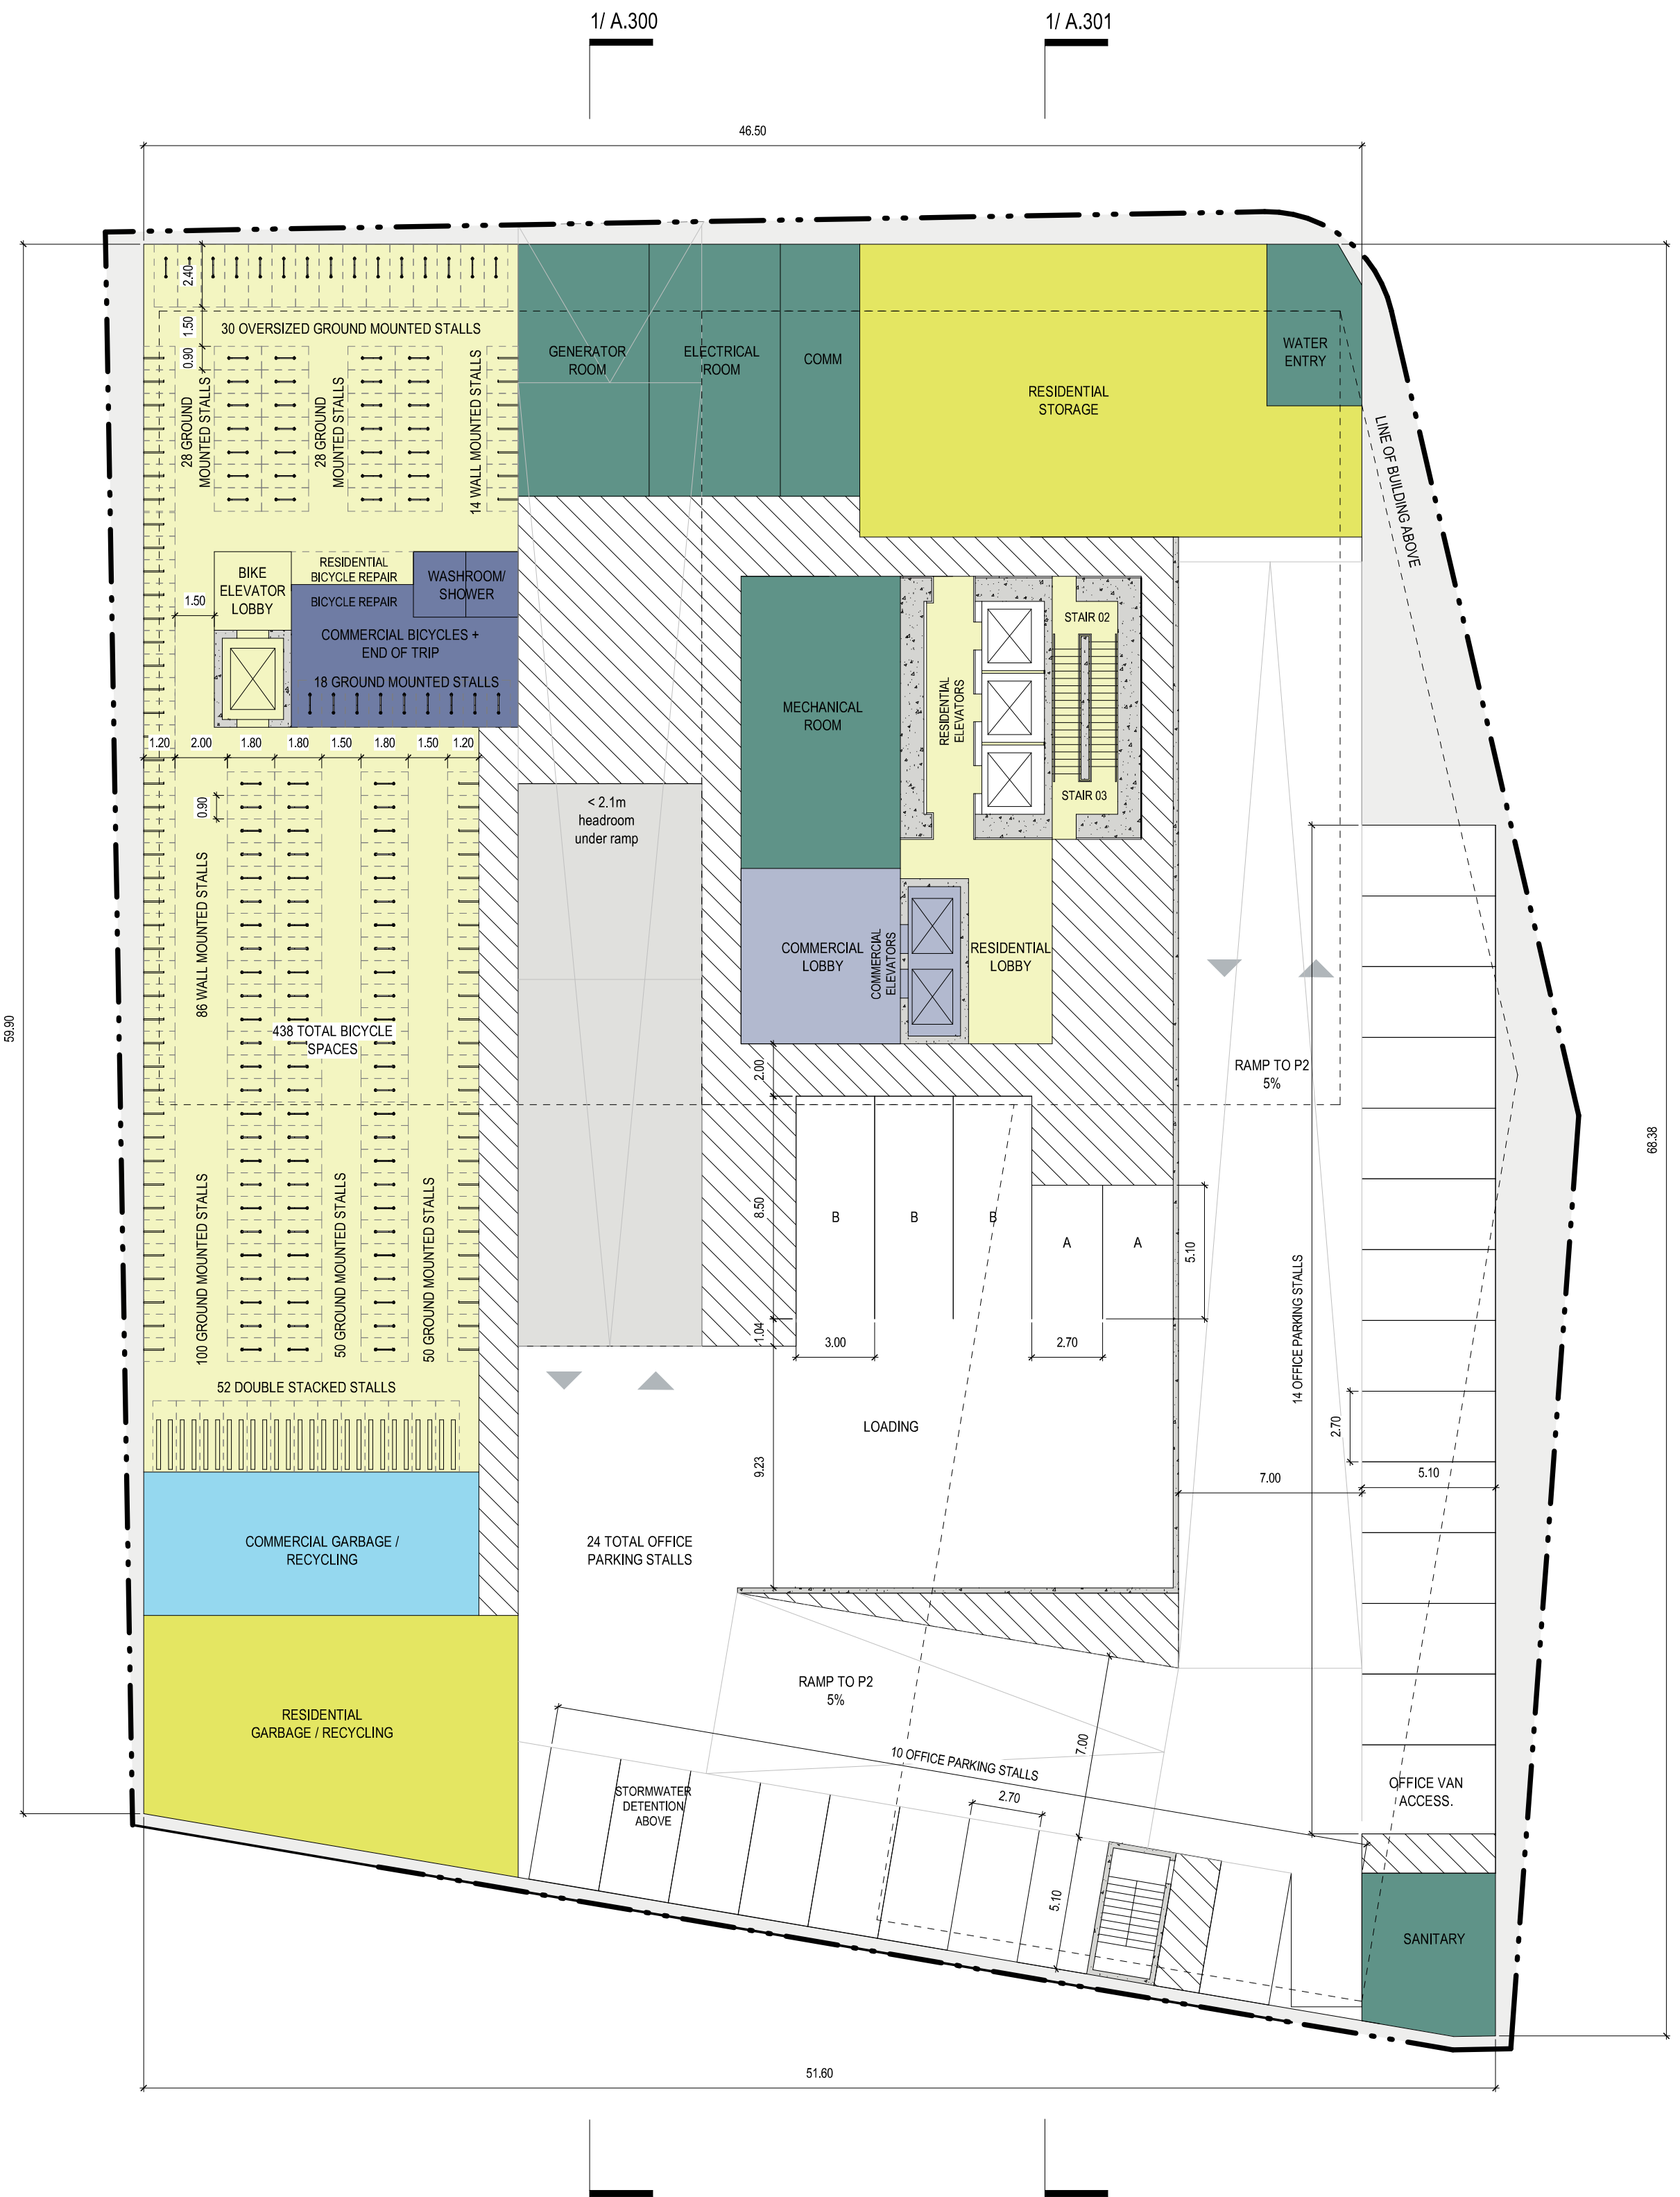 1/ A.300
1/ A.301
46.50
2.40
1.50
30 OVERSIZED GROUND MOUNTED STALLS
0.90
28 GROUND
MOUNTED STALLS
28 GROUND
MOUNTED STALLS
14 WALL MOUNTED STALLS
GENERATOR
ROOM
ELECTRICAL
ROOM
COMM
RESIDENTIAL
STORAGE
WATER
ENTRY
LINE OF BUILDING ABOVE
BIKE
ELEVATOR
LOBBY
RESIDENTIAL
BICYCLE REPAIR
BICYCLE REPAIR
WASHROOM/
SHOWER
1.50
COMMERCIAL BICYCLES +
END OF TRIP
18 GROUND MOUNTED STALLS
MECHANICAL
ROOM
RESIDENTIAL
ELEVATORS
STAIR 02
STAIR 03
1.20
2.00
1.80
1.80
1.50
1.80
1.50
1.20
0.90
< 2.1m
headroom
under ramp
86 WALL MOUNTED STALLS
438 TOTAL BICYCLE
SPACES
COMMERCIAL
LOBBY
COMMERCIAL
ELEVATORS
RESIDENTIAL
LOBBY
59.90
68.38
RAMP TO P2
5%
2.00
8.50
B
B
B
A
A
5.10
1.04
3.00
2.70
100 GROUND MOUNTED STALLS
50 GROUND MOUNTED STALLS
50 GROUND MOUNTED STALLS
52 DOUBLE STACKED STALLS
14 OFFICE PARKING STALLS
2.70
LOADING
9.23
7.00
5.10
COMMERCIAL GARBAGE /
RECYCLING
24 TOTAL OFFICE
PARKING STALLS
RESIDENTIAL
GARBAGE / RECYCLING
RAMP TO P2
5%
7.00
10 OFFICE PARKING STALLS
STORMWATER
DETENTION
ABOVE
2.70
5.10
OFFICE VAN
ACCESS.
SANITARY
51.60